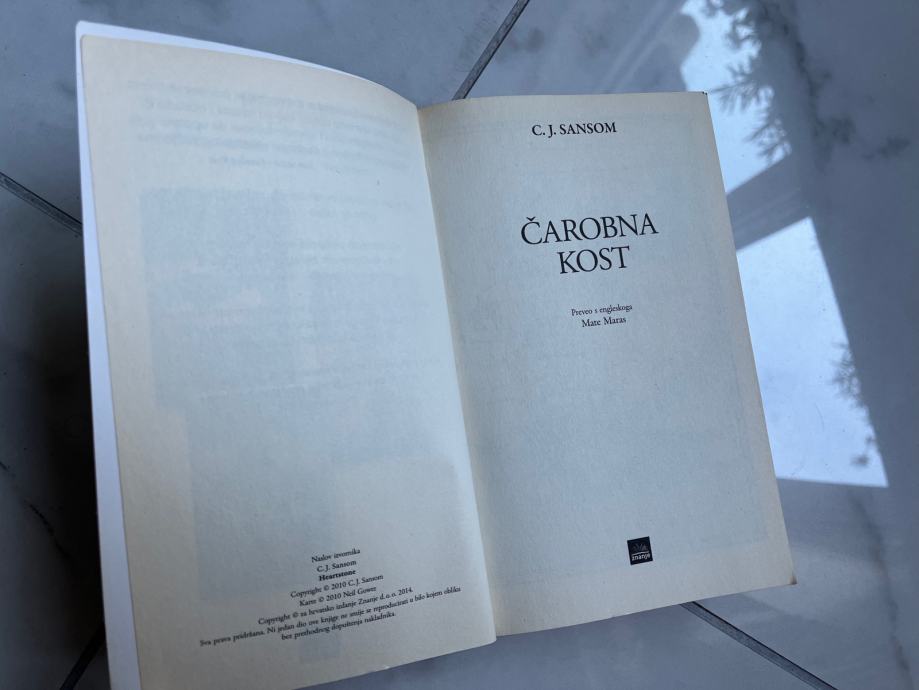 Naslov izvornika
C. J. Sansom
Heartstone
Copyright © 2010 C. J. Sansom
Karte © 2010 Neil Gower
Copyright © za hrvatsko izdanje Znanje d. o. o. 2014.
Sva prava pridržana. Ni jedan dio ove knjige ne smije se reproducirati u bilo kojem obliku
bez prethodnog dopuštenja nakladnika.
C. J. SANSOM
ČAROBNA
KOST
Preveo s engleskoga
Mate Maras
znanje